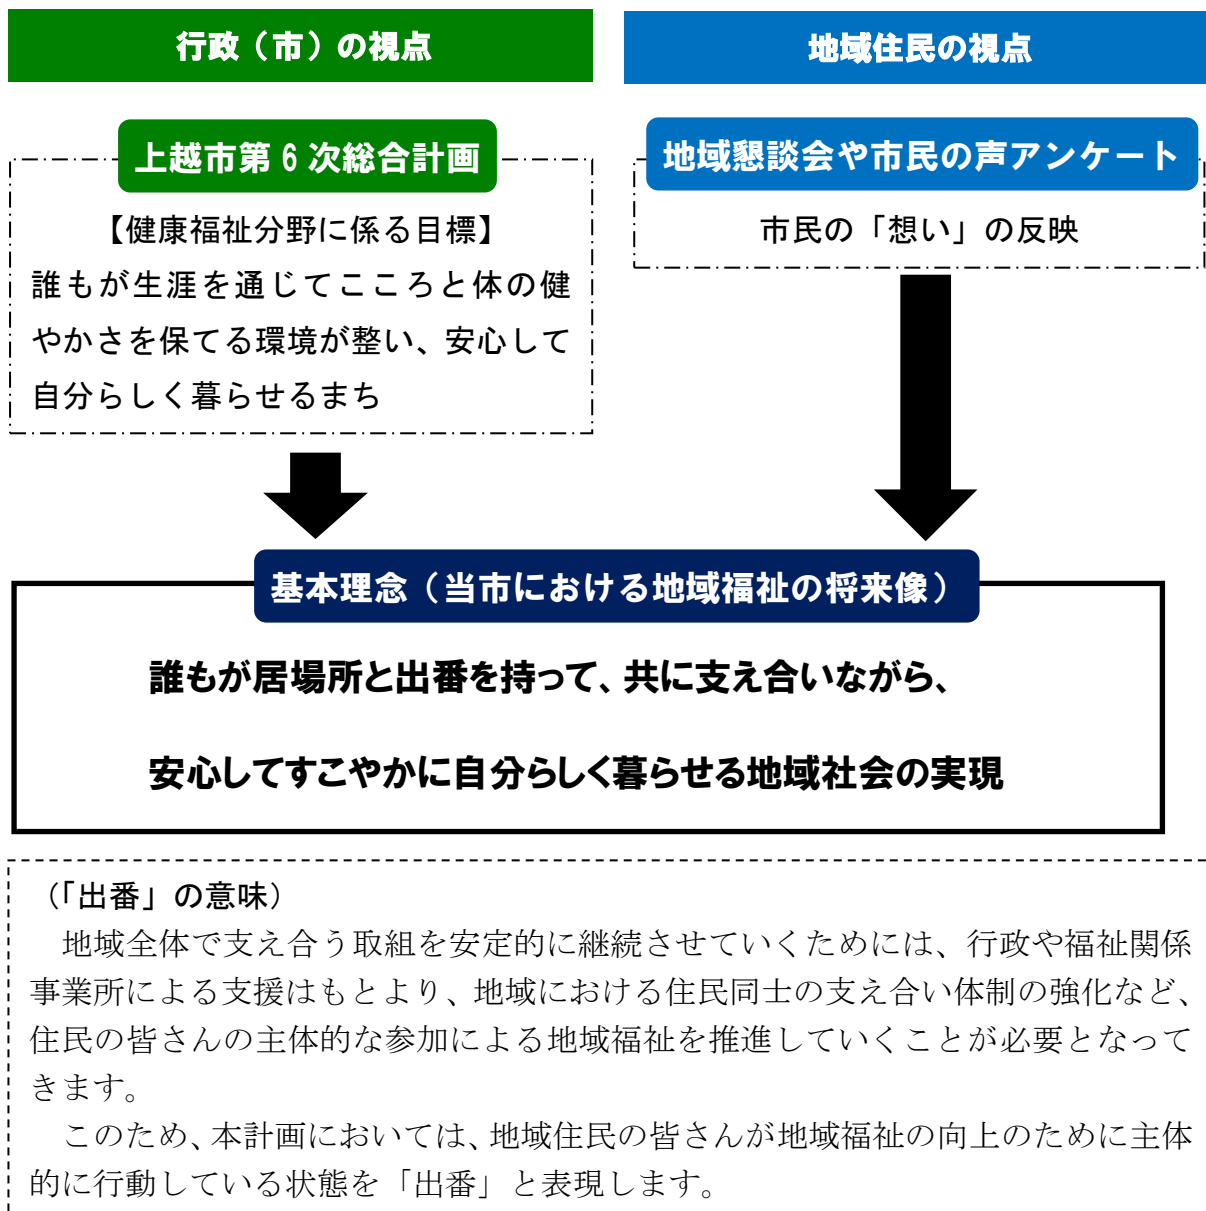 行政（市）の視点
地域住民の視点
上越市第6次総合計画
【健康福祉分野に係る目標】
誰もが生涯を通じてこころと体の健
やかさを保てる環境が整い、安心して
自分らしく暮らせるまち
地域懇談会や市民の声アンケート
市民の「想い」の反映
基本理念（当市における地域福祉の将来像）
誰もが居場所と出番を持って、共に支え合いながら、
安心してすこやかに自分らしく暮らせる地域社会の実現
（「出番」の意味）
地域全体で支え合う取組を安定的に継続させていくためには、行政や福祉関係
事業所による支援はもとより、地域における住民同士の支え合い体制の強化など、
住民の皆さんの主体的な参加による地域福祉を推進していくことが必要となって
きます。
このため、本計画においては、地域住民の皆さんが地域福祉の向上のために主体
的に行動している状態を「出番」と表現します。